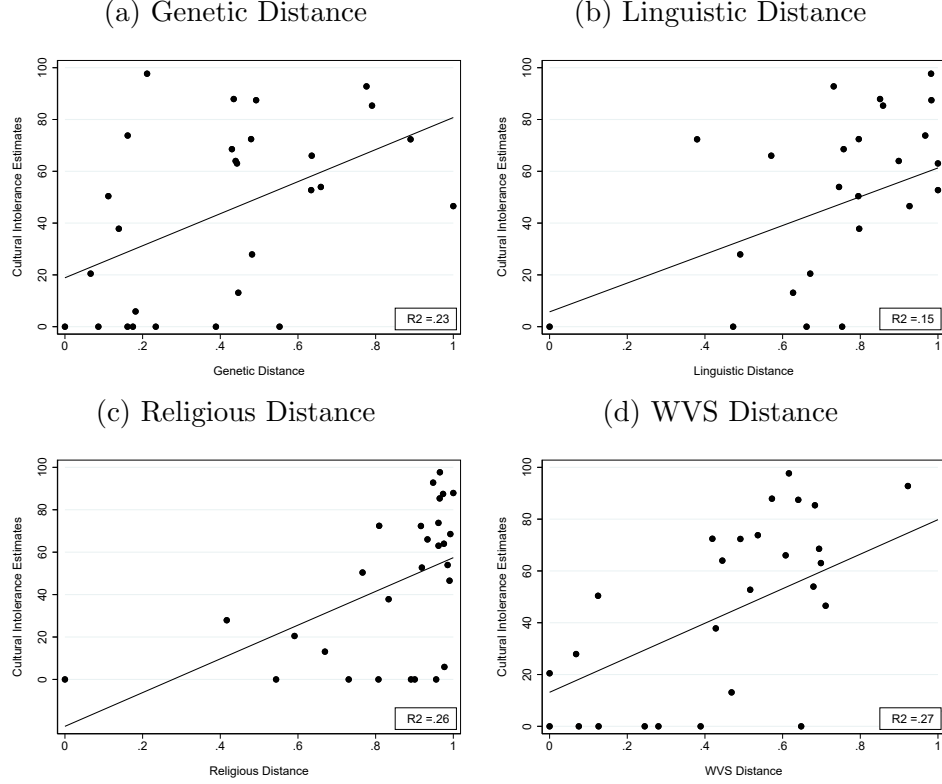 (a) Genetic Distance
(b) Linguistic Distance
Cultural Intolerance Estimates
100
80
60
40
20
0
R2 =.23
0 .2 .4 .6 .8 1
Genetic Distance
Cultural Intolerance Estimates
100
80
60
40
20
0
R2 =.15
0 .2 .4 .6 .8 1
Linguistic Distance
(c) Religious Distance
(d) WVS Distance
Cultural Intolerance Estimates
100
80
60
40
20
0
R2 =.26
0 .2 .4 .6 .8 1
Religious Distance
Cultural Intolerance Estimates
100
80
60
40
20
0
R2 =.27
0 .2 .4 .6 .8 1
WVS Distance